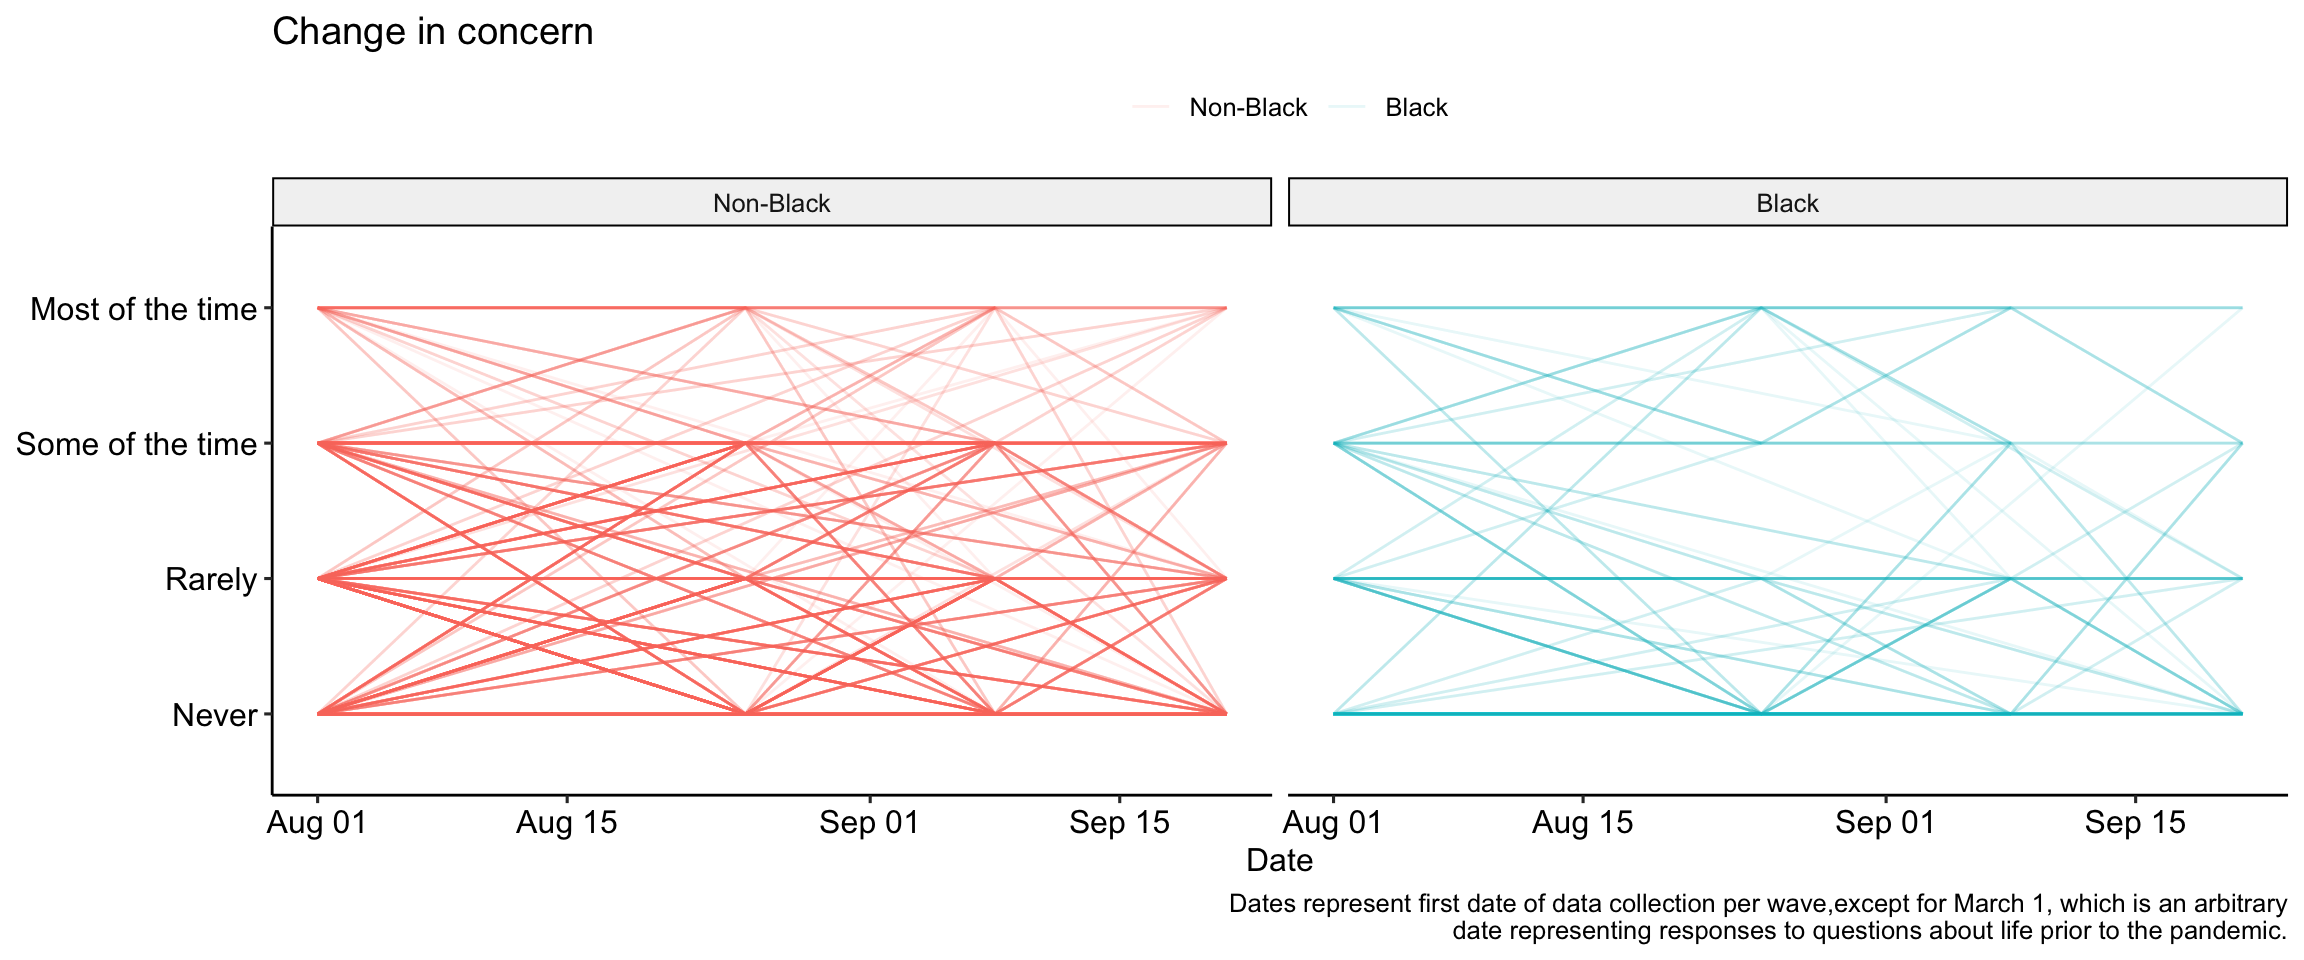 Change in concern
Non-Black
Black
Non-Black
Black
Most of the time
Some of the time
Rarely
Never
Aug 01
Aug 15
Sep 01
Sep 15
Aug 01
Aug 15
Sep 01
Sep 15
Date
Dates represent first date of data collection per wave,except for March 1, which is an arbitrary
date representing responses to questions about life prior to the pandemic.